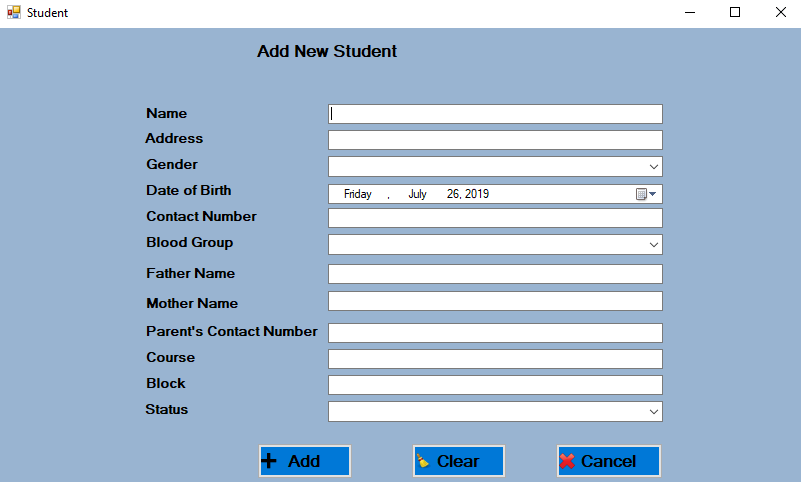 Student
Add New Student
Name
Address
Gender
Date of Birth Friday , July 26, 2019
Contact Number
Blood Group
Father Name
Mother Name
Parent's Contact Number
Course
Block
Status
Add Clear Cancel